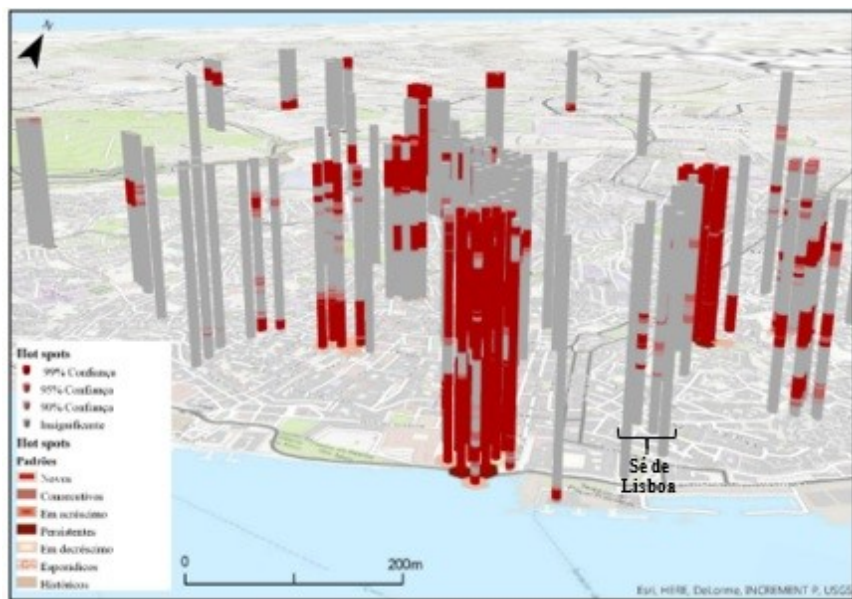 N
Hot spots
99% Confiança
95% Confiança
90% Confiança
Insignificante
Hot spots
Padrões
Novos
Consecutivos
Em acréscimo
Persistentes
Em decréscimo
Esporádicos
Históricos
Sé de
Lisboa
0 200m
Esri, HERE, DeLorme, INCREMENT P, USGS